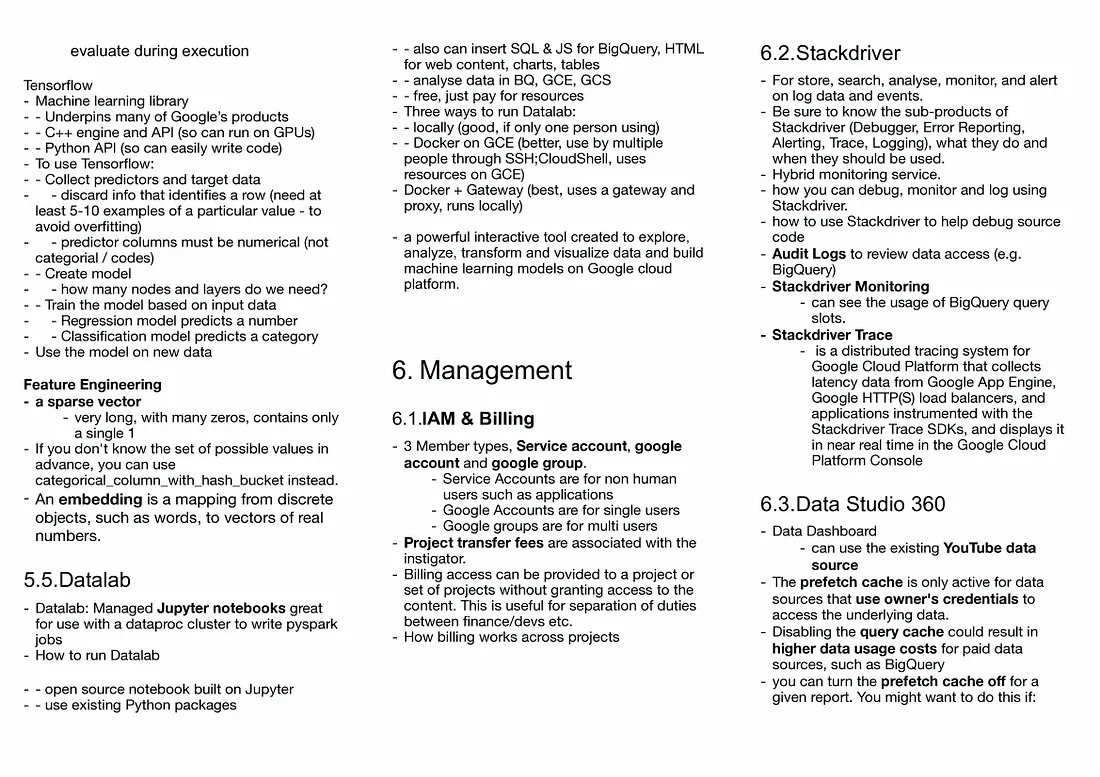 evaluate during execution
Tensorflow
- Machine learning library
- - Underpins many of Google's products
- - C++ engine and API (so can run on GPUs)
- - Python API (so can easily write code)
- To use Tensorflow:
- - Collect predictors and target data
- - discard info that identifies a row (need at
least 5-10 examples of a particular value - to
avoid overfitting)
- - predictor columns must be numerical (not
categorial / codes)
- - Create model
- - how many nodes and layers do we need?
- - Train the model based on input data
- - Regression model predicts a number
- - Classification model predicts a category
- Use the model on new data
Feature Engineering
- a sparse vector
- very long, with many zeros, contains only
a single 1
- If you don't know the set of possible values in
advance, you can use
categorical_column_with_hash_bucket instead.
- An embedding is a mapping from discrete
objects, such as words, to vectors of real
numbers.
5.5.Datalab
- Datalab: Managed Jupyter notebooks great
for use with a dataproc cluster to write pyspark
jobs
- How to run Datalab
- - open source notebook built on Jupyter
- - use existing Python packages
- - also can insert SQL & JS for BigQuery, HTML
for web content, charts, tables
- - analyse data in BQ, GCE, GCS
- - free, just pay for resources
- Three ways to run Datalab:
- - locally (good, if only one person using)
- - Docker on GCE (better, use by multiple
people through SSH;CloudShell, uses
resources on GCE)
- Docker + Gateway (best, uses a gateway and
proxy, runs locally)
- a powerful interactive tool created to explore,
analyze, transform and visualize data and build
machine learning models on Google cloud
platform.
6. Management
6.1.IAM & Billing
- 3 Member types, Service account, google
account and google group.
- Service Accounts are for non human
users such as applications
- Google Accounts are for single users
- Google groups are for multi users
- Project transfer fees are associated with the
instigator.
- Billing access can be provided to a project or
set of projects without granting access to the
content. This is useful for separation of duties
between finance/devs etc.
- How billing works across projects
6.2.Stackdriver
- For store, search, analyse, monitor, and alert
on log data and events.
- Be sure to know the sub-products of
Stackdriver (Debugger, Error Reporting,
Alerting, Trace, Logging), what they do and
when they should be used.
- Hybrid monitoring service.
- how you can debug, monitor and log using
Stackdriver.
- how to use Stackdriver to help debug source
code
- Audit Logs to review data access (e.g.
BigQuery)
- Stackdriver Monitoring
- can see the usage of BigQuery query
slots.
- Stackdriver Trace
- is a distributed tracing system for
Google Cloud Platform that collects
latency data from Google App Engine,
Google HTTP(S) load balancers, and
applications instrumented with the
Stackdriver Trace SDKs, and displays it
in near real time in the Google Cloud
Platform Console
6.3.Data Studio 360
- Data Dashboard
- can use the existing YouTube data
source
- The prefetch cache is only active for data
sources that use owner's credentials to
access the underlying data.
- Disabling the query cache could result in
higher data usage costs for paid data
sources, such as BigQuery
- you can turn the prefetch cache off for a
given report. You might want to do this if: